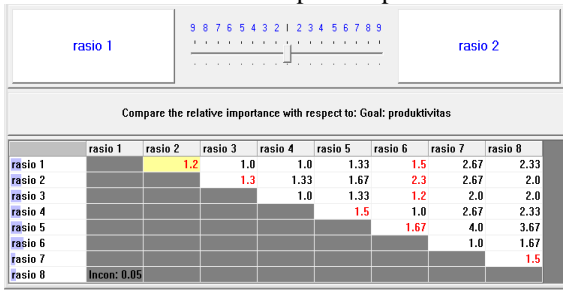 9 8 7 6 5 4 3 2 1 2 3 4 5 6 7 8 9
rasio 1 rasio 2
Compare the relative importance with respect to: Goal: produktivitas
rasio 1 rasio 2 rasio 3 rasio 4 rasio 5 rasio 6 rasio 7 rasio 8
rasio 1 1.2 1.0 1.0 1.33 1.5 2.67 2.33
rasio 2 1.3 1.33 1.67 2.3 2.67 2.0
rasio 3 1.0 1.33 1.2 2.0 2.0
rasio 4 1.5 1.0 2.67 2.33
rasio 5 1.67 4.0 3.67
rasio 6 1.0 1.67
rasio 7 1.5
rasio 8 Incon: 0.05